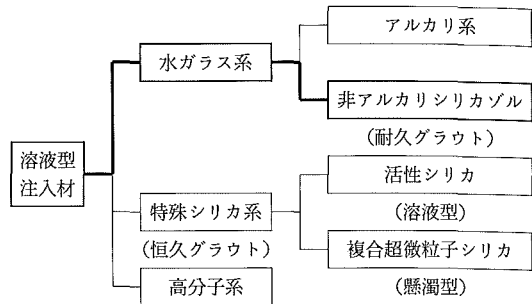 アルカリ系
水ガラス系
非アルカリシリカゾル
(耐久グラウト)
溶液型
注入材
活性シリカ
(溶液型)
特殊シリカ系
(恒久グラウト)
複合超微粒子シリカ
(懸濁型)
高分子系